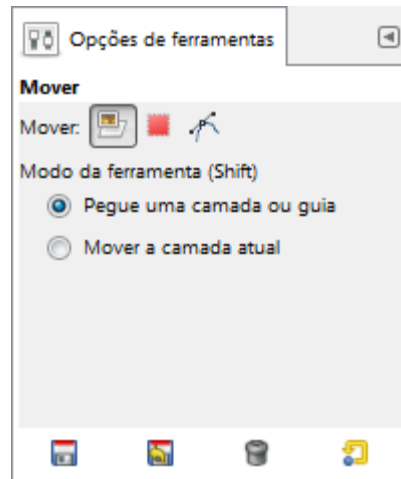 Opções de ferramentas
Mover
Mover:
Modo da ferramenta (Shift)
Pegue uma camada ou guia
Mover a camada atual